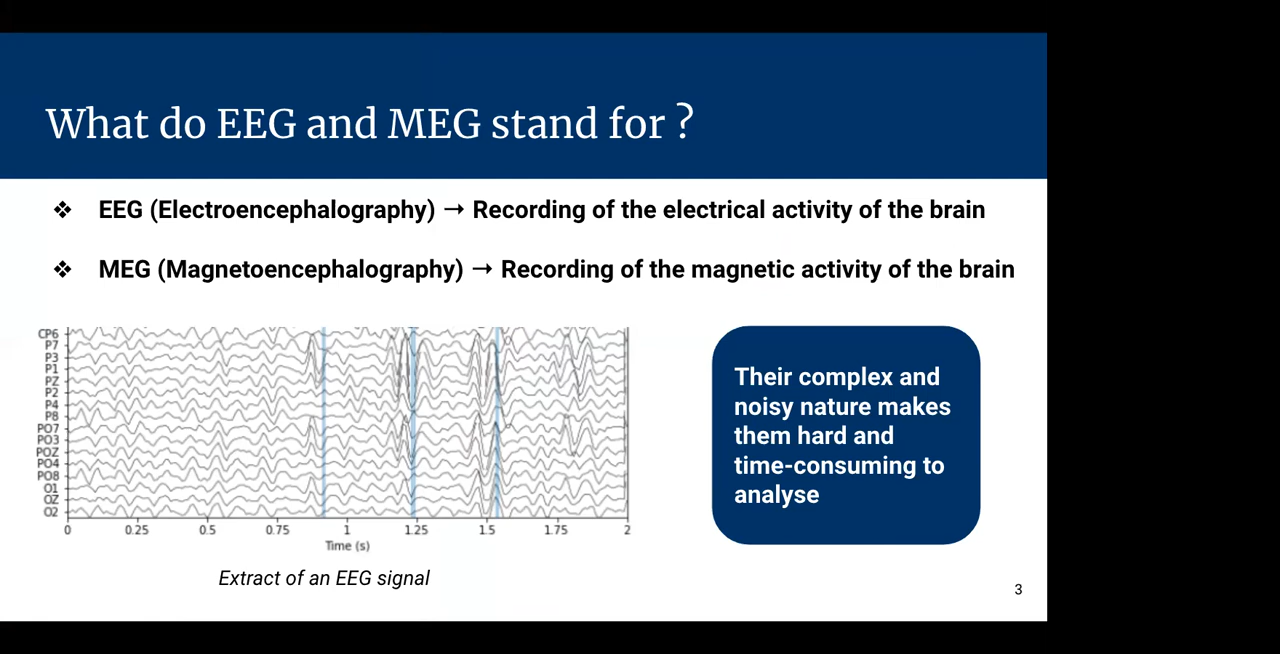 What do EEG and MEG stand for ?
❖ EEG (Electroencephalography) → Recording of the electrical activity of the brain
❖ MEG (Magnetoencephalography) → Recording of the magnetic activity of the brain
CP6
P7
P3
P1
PZ
P2
P4
P8
PO7
PO3
POZ
PO4
PO8
O1
OZ
O2
0 0.25 0.5 0.75 1 1.25 1.5 1.75 2
Time (s)
Extract of an EEG signal
Their complex and
noisy nature makes
them hard and
time-consuming to
analyse
3